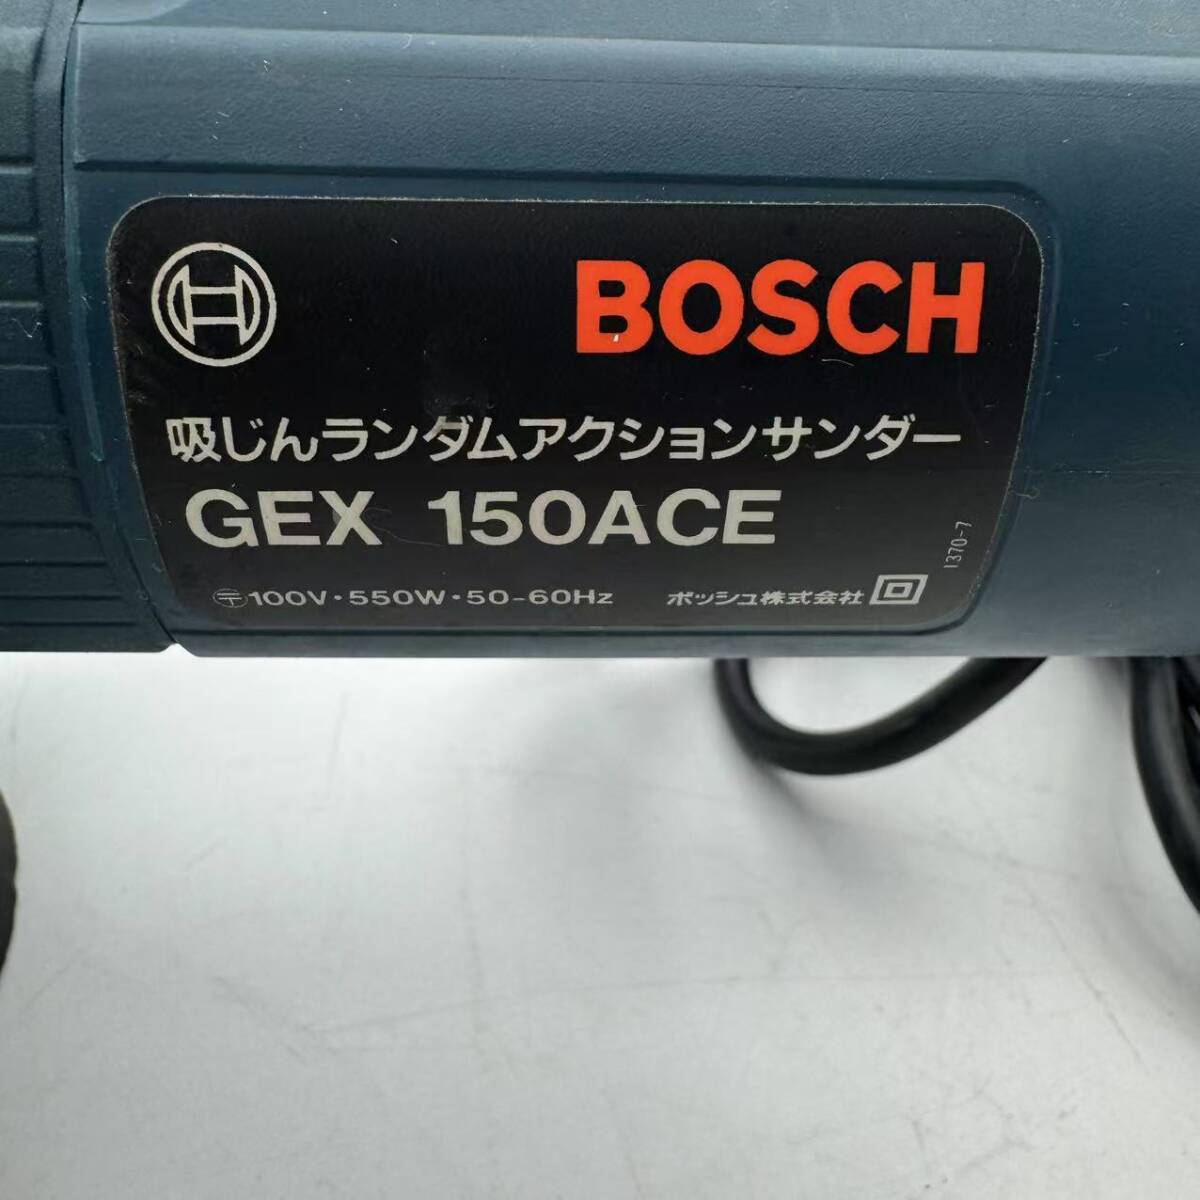 BOSCH
吸じんランダムアクションサンダー
GEX 150ACE
1370-7
〶100V・550W・50-60Hz ボッシュ株式会社